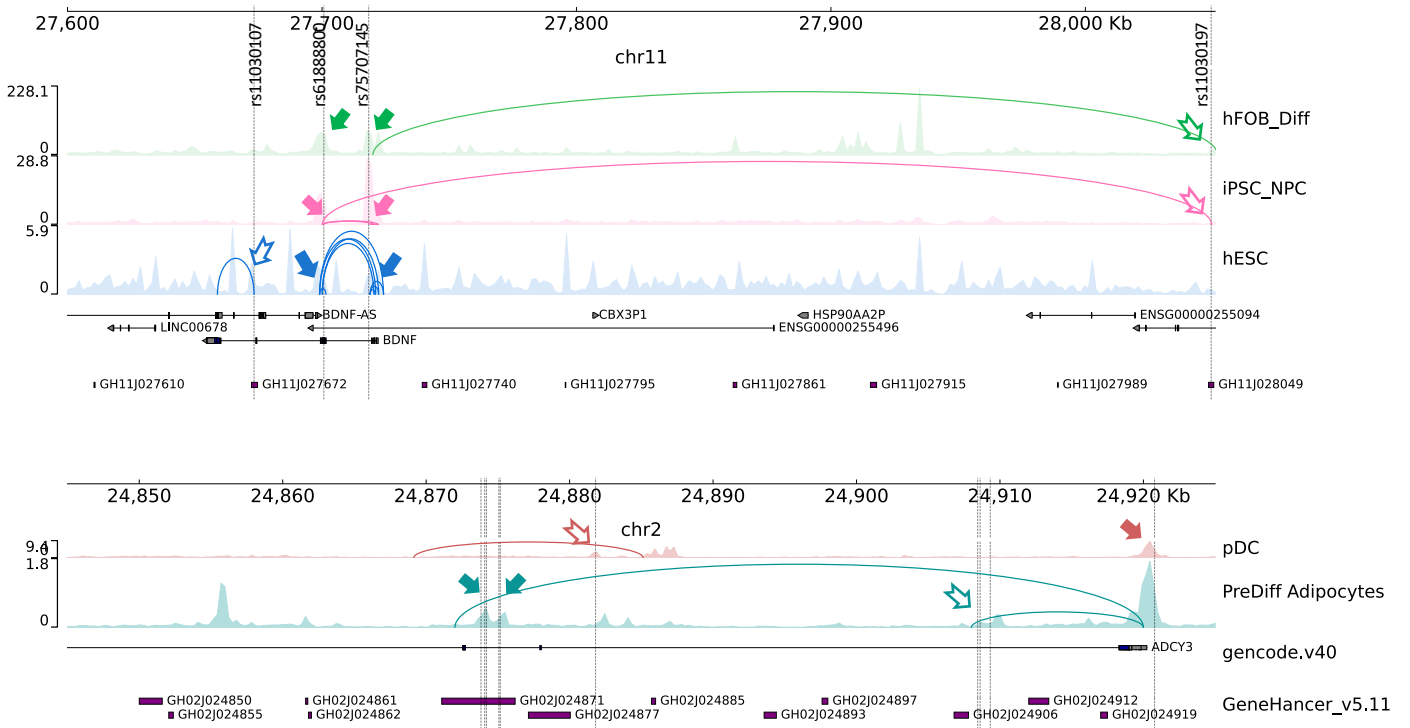 27,600 27,700 27,800 27,900 28,000 Kb
chr11
rs11030107
rs61888800
rs75707145
rs11030197
228.1
0
hFOB_Diff
28.8
0
iPSC_NPC
5.9
0
hESC
BDNF-AS CBX3P1 HSP90AA2P ENSG00000255094
LINC00678 ENSG00000255496
BDNF
GH11J027610 GH11J027672 GH11J027740 GH11J027795 GH11J027861 GH11J027915 GH11J027989 GH11J028049
24,850 24,860 24,870 24,880 24,890 24,900 24,910 24,920 Kb
chr2
pDC
1.8
0
PreDiff Adipocytes
ADCY3
gencode.v40
GH02J024850 GH02J024861 GH02J024871 GH02J024885 GH02J024897 GH02J024912
GeneHancer_v5.11
GH02J024855 GH02J024862 GH02J024877 GH02J024893 GH02J024906 GH02J024919